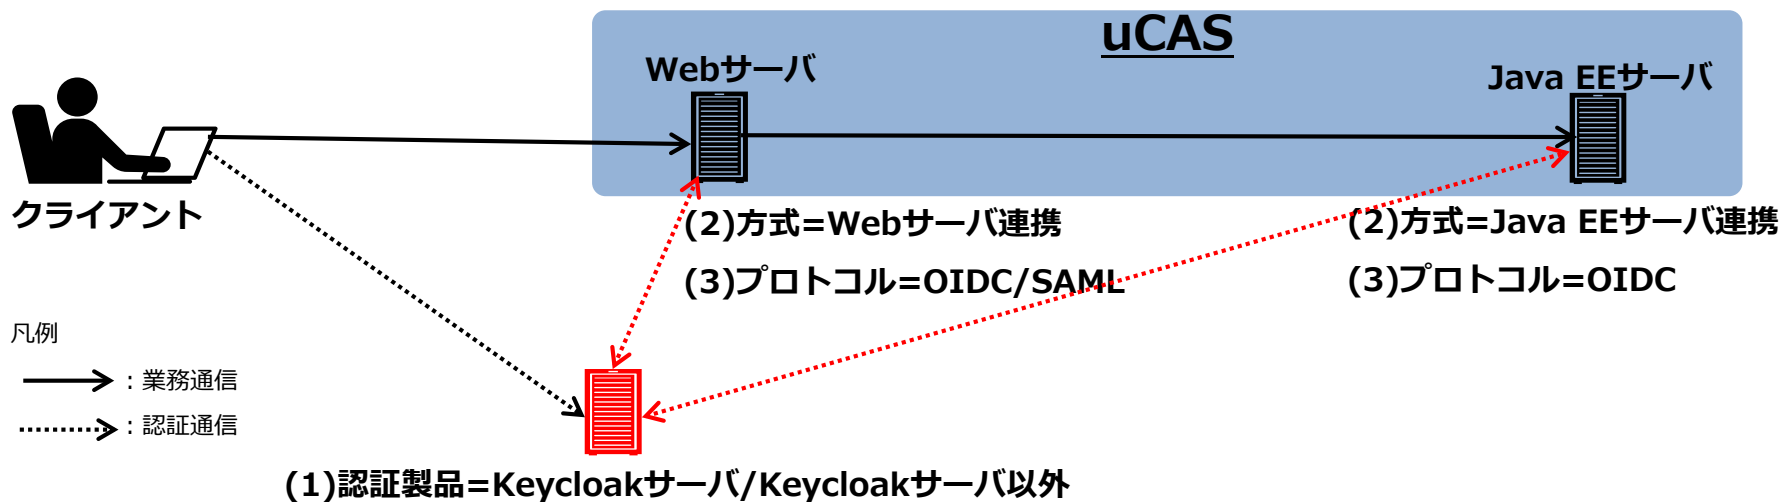 uCAS
Webサーバ
Java EEサーバ
クライアント
(2)方式=Webサーバ連携
(3)プロトコル=OIDC/SAML
(2)方式=Java EEサーバ連携
(3)プロトコル=OIDC
凡例
：業務通信
：認証通信
(1)認証製品=Keycloakサーバ/Keycloakサーバ以外